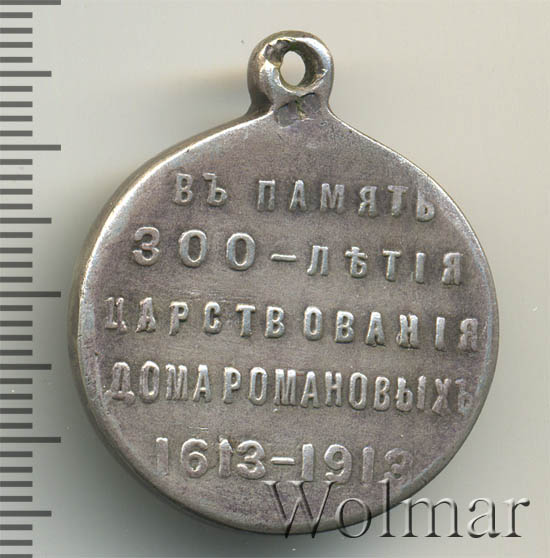 ВЪ ПАМЯТЬ
300-ЛѢТІЯ
ЦАРСТВОВАНІЯ
ДОМА РОМАНОВЫХЪ
1613-1913
Wolmar